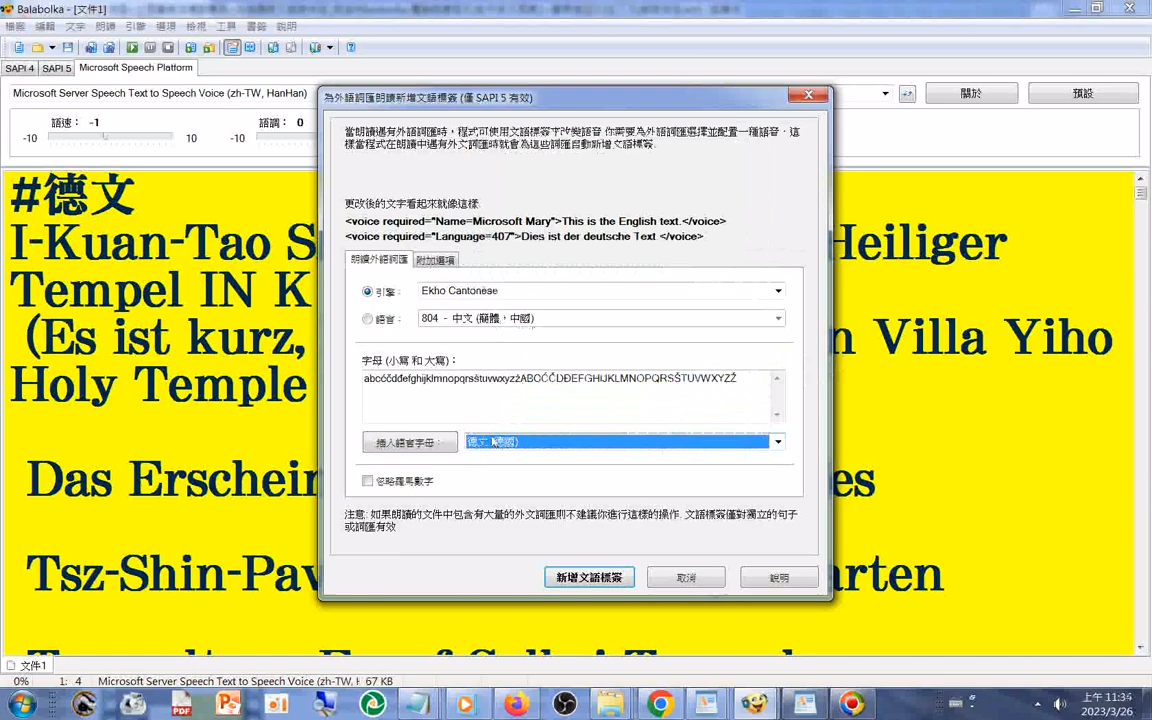 Balabolka - [文件1]
檔案 編輯 文字 朗讀 引擎 選項 檢視 工具 書籤 說明
SAPI 4 SAPI 5 Microsoft Speech Platform
Microsoft Server Speech Text to Speech Voice (zh-TW, HanHan)
關於 預設
語速： -1 語調： 0
-10 10 -10
為外語詞匯朗讀新增文語標簽 (僅 SAPI 5 有效)
當朗讀遇有外語詞匯時，程式可使用文語標簽來改變語音.你需要為外語詞匯選擇並配置一種語音，這
樣當程式在朗讀中遇有外文詞匯時就會為這些詞匯自動新增文語標簽.
更改後的文字看起來就像這樣:
<voice required="Name=Microsoft Mary">This is the English text.</voice>
<voice required="Language=407">Dies ist der deutsche Text.</voice>
朗讀外語詞匯 附加選項
引擎： Ekho Cantonese
語言： 804 - 中文 (簡體，中國)
字母 (小寫 和 大寫)：
abcćčdđefghijklmnopqrsštuvwxyzżABCĆČDĐEFGHIJKLMNOPQRSŠTUVWXYZŹ
插入語言字母： 德文 (德國)
忽略羅馬數字
注意: 如果朗讀的文件中包含有大量的外文詞匯則不建議你進行這樣的操作. 文語標簽僅對獨立的句子
或詞匯有效
新增文語標簽 取消 說明
#德文
I-Kuan-Tao S Heiliger
Tempel IN K
(Es ist kurz, n Villa Yiho
Holy Temple
Das Erschein es
Tsz-Shin-Pav arten
文件1
0% 1: 4 Microsoft Server Speech Text to Speech Voice (zh-TW, H 67 KB
上午 11:34
2023/3/26